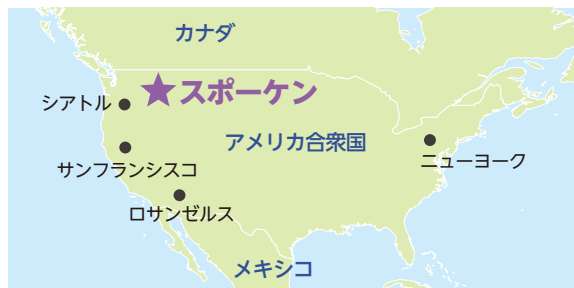 カナダ
スポーケン
シアトル
アメリカ合衆国
ニューヨーク
サンフランシスコ
ロサンゼルス
メキシコ